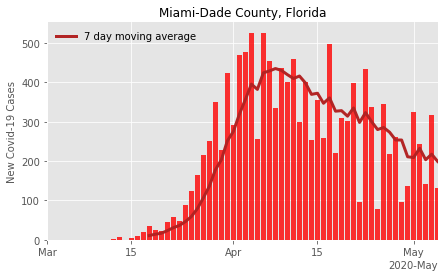 Miami-Dade County, Florida
7 day moving average
New Covid-19 Cases
500
400
300
200
100
0
Mar 15 Apr 15 May
2020-May